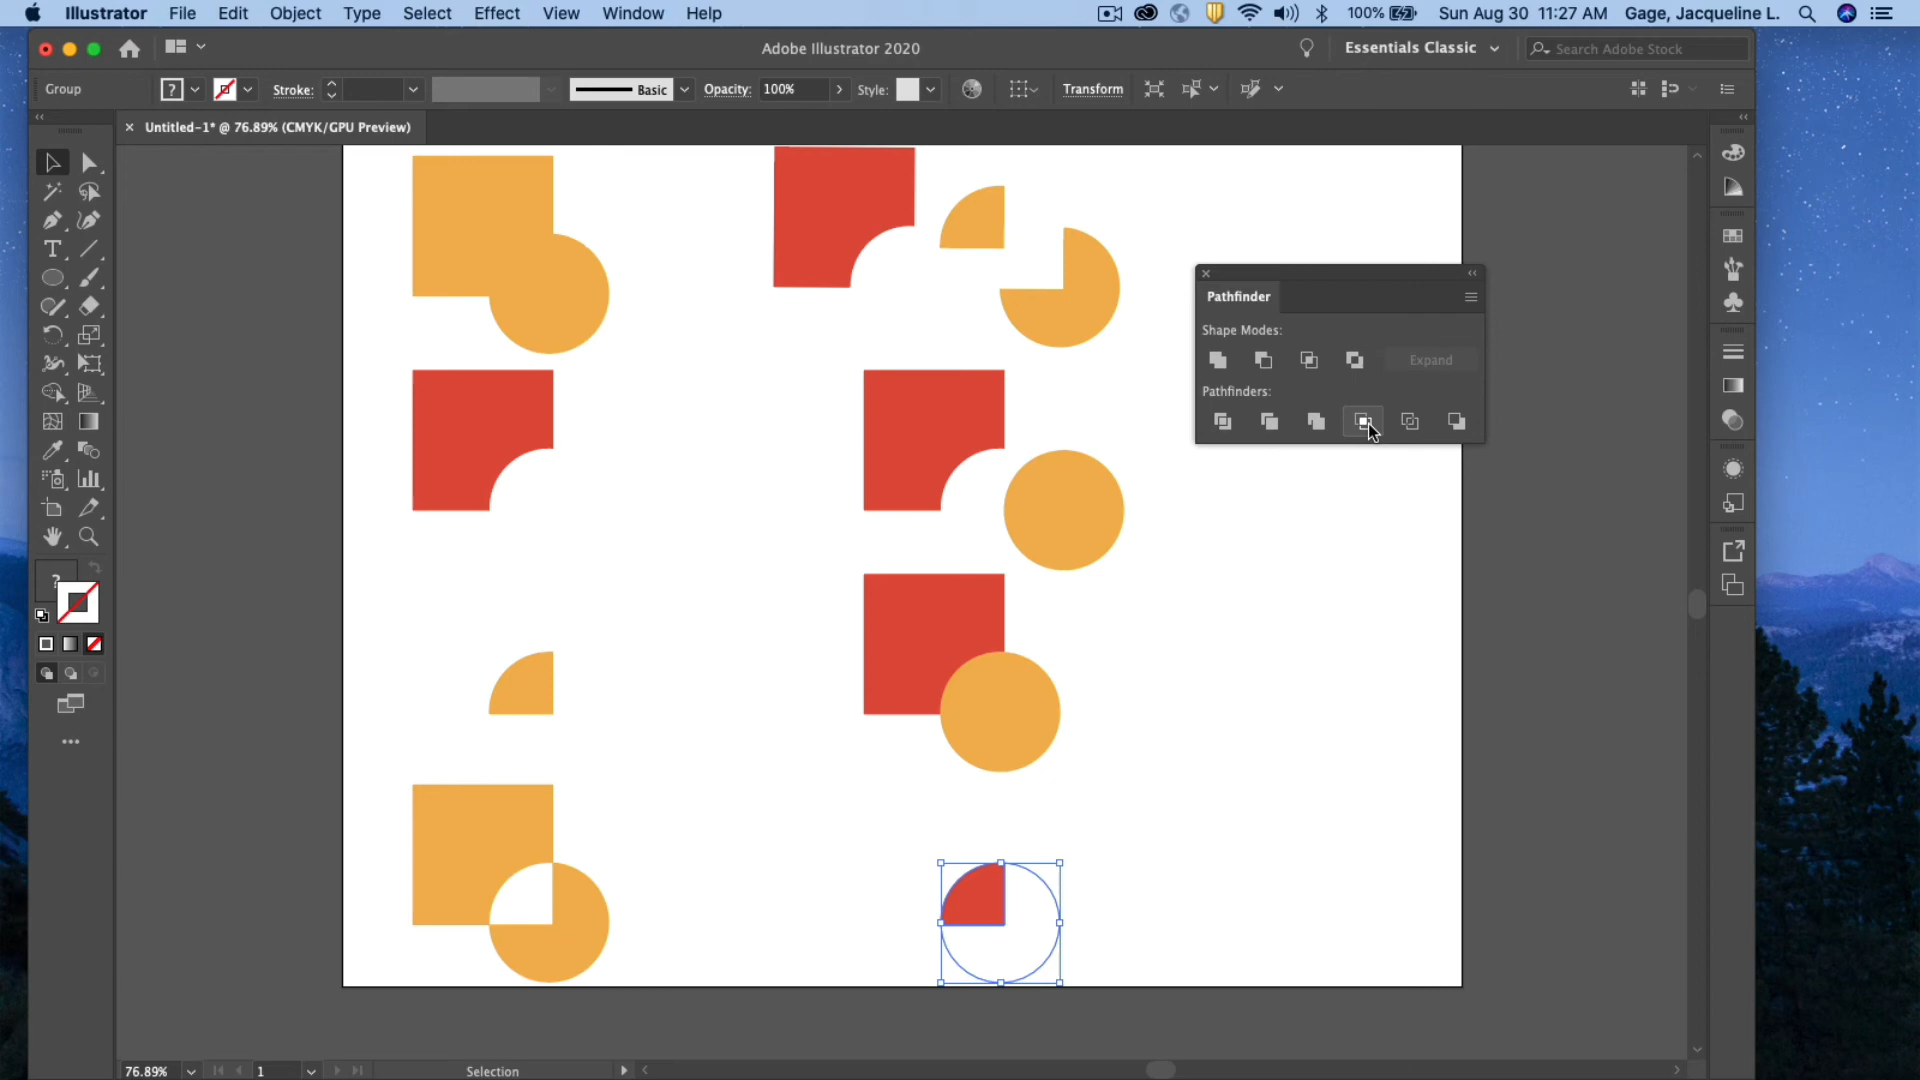 Illustrator File Edit Object Type Select Effect View Window Help 100% Sun Aug 30 11:27 AM Gage, Jacqueline L.
Adobe Illustrator 2020 Essentials Classic Search Adobe Stock
Group ? Stroke: Basic Opacity: 100% Style: Transform
× Untitled-1* @ 76.89% (CMYK/GPU Preview)
Pathfinder
Shape Modes:
Expand
Pathfinders:
T
?
76.89% 1 Selection